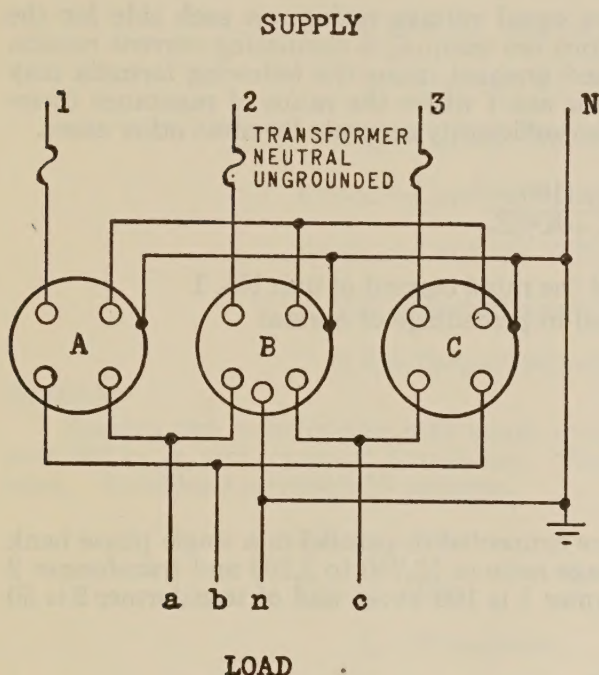 SUPPLY
1 2 3 N
TRANSFORMER
NEUTRAL
UNGROUNDED
A B C
a b n c
LOAD